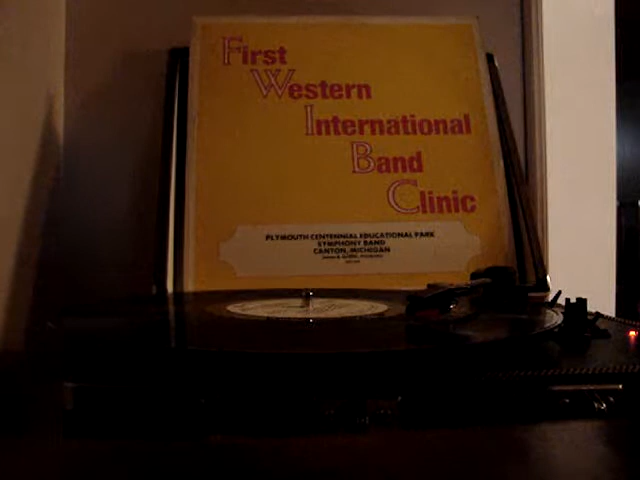 First
Western
International
Band
Clinic
PLYMOUTH CENTENNIAL EDUCATIONAL PARK
SYMPHONY BAND
CANTON, MICHIGAN